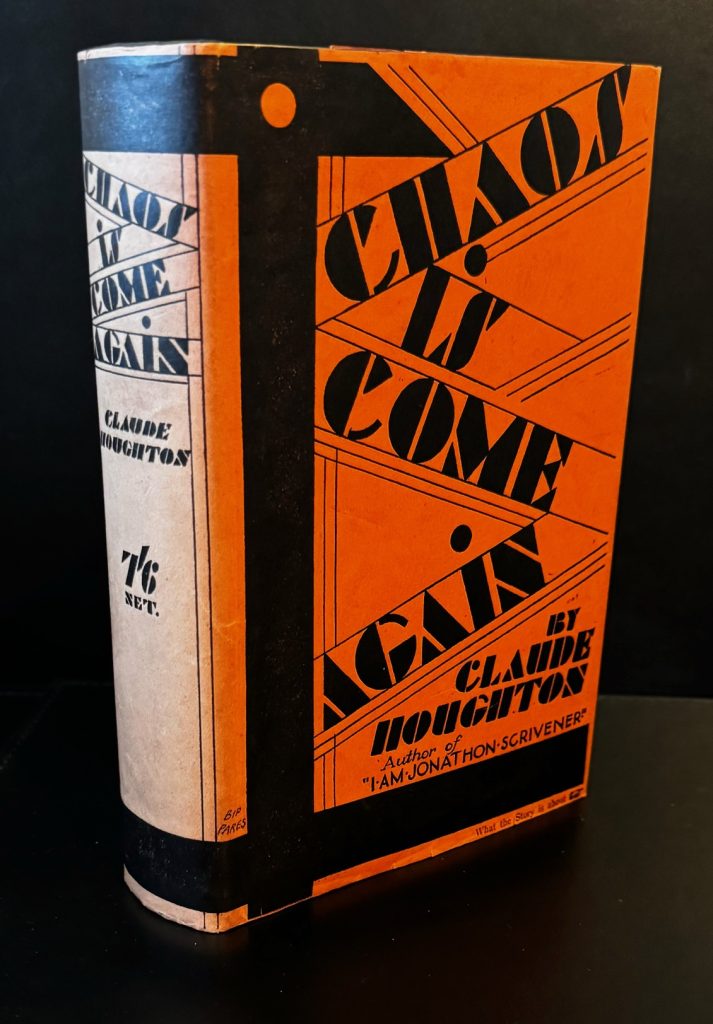 CHAOS
IS
COME
AGAIN
CLAUDE
HOUGHTON
7/6
NET.
BIP
PARES
CHAOS
IS
COME
AGAIN
BY
CLAUDE
HOUGHTON
Author of
"I·AM·JONATHON·SCRIVENER"
What the Story is about